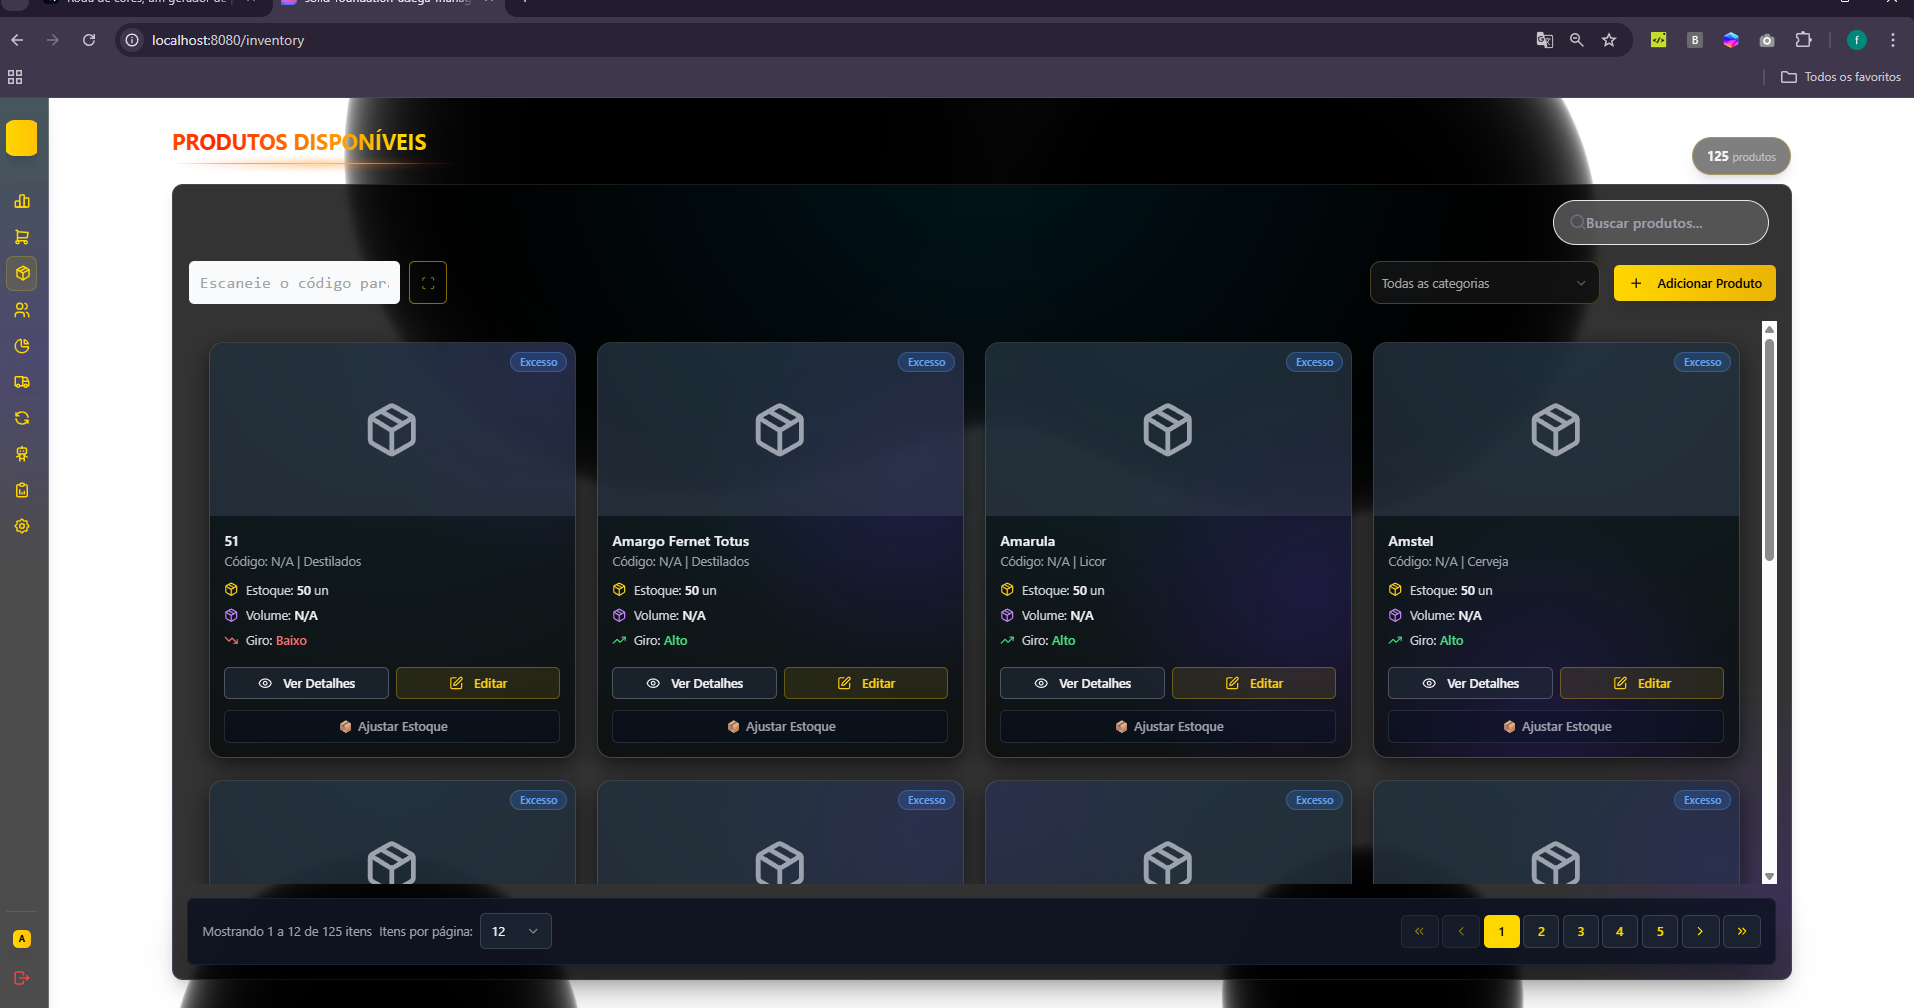 localhost:8080/inventory
Todos os favoritos
PRODUTOS DISPONÍVEIS
125 produtos
Buscar produtos...
Escaneie o código par
Todas as categorias
+ Adicionar Produto
Excesso
Excesso
Excesso
Excesso
51
Código: N/A | Destilados
Estoque: 50 un
Volume: N/A
Giro: Baixo
Ver Detalhes
Editar
Ajustar Estoque
Amargo Fernet Totus
Código: N/A | Destilados
Estoque: 50 un
Volume: N/A
Giro: Alto
Ver Detalhes
Editar
Ajustar Estoque
Amarula
Código: N/A | Licor
Estoque: 50 un
Volume: N/A
Giro: Alto
Ver Detalhes
Editar
Ajustar Estoque
Amstel
Código: N/A | Cerveja
Estoque: 50 un
Volume: N/A
Giro: Alto
Ver Detalhes
Editar
Ajustar Estoque
Excesso
Excesso
Excesso
Excesso
Mostrando 1 a 12 de 125 itens Itens por página: 12
« ‹ 1 2 3 4 5 › »
A